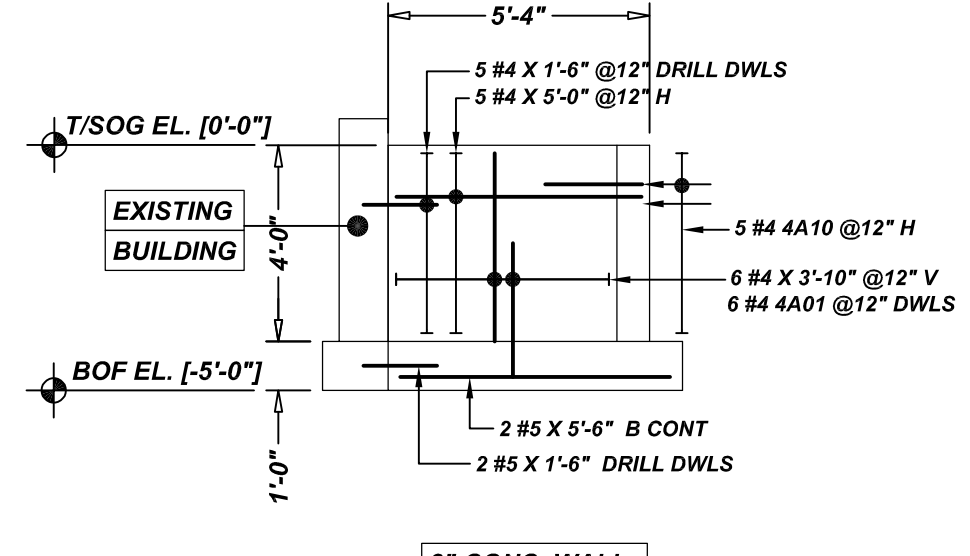 5'-4"
5 #4 X 1'-6" @12" DRILL DWLS
5 #4 X 5'-0" @12" H
T/SOG EL. [0'-0"]
EXISTING
BUILDING
4'-0"
5 #4 4A10 @12" H
6 #4 X 3'-10" @12" V
6 #4 4A01 @12" DWLS
BOF EL. [-5'-0"]
2 #5 X 5'-6" B CONT
2 #5 X 1'-6" DRILL DWLS
1'-0"
CONC. WALL